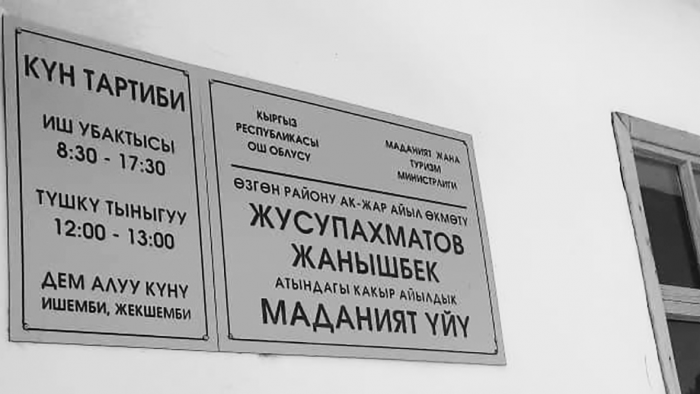 КҮН ТАРТИБИ
ИШ УБАКТЫСЫ
8:30 - 17:30
ТҮШКҮ ТЫНЫГУУ
12:00 - 13:00
ДЕМ АЛУУ КҮНҮ
ИШЕМБИ, ЖЕКШЕМБИ
КЫРГЫЗ
РЕСПУБЛИКАСЫ
ОШ ОБЛУСУ
МАДАНИЯТ ЖАНА
ТУРИЗМ
МИНИСТРЛИГИ
ӨЗГӨН РАЙОНУ АК-ЖАР АЙЫЛ ӨКМӨТҮ
ЖУСУПАХМАТОВ
ЖАНЫШБЕК
АТЫНДАГЫ КАКЫР АЙЫЛДЫК
МАДАНИЯТ ҮЙҮ